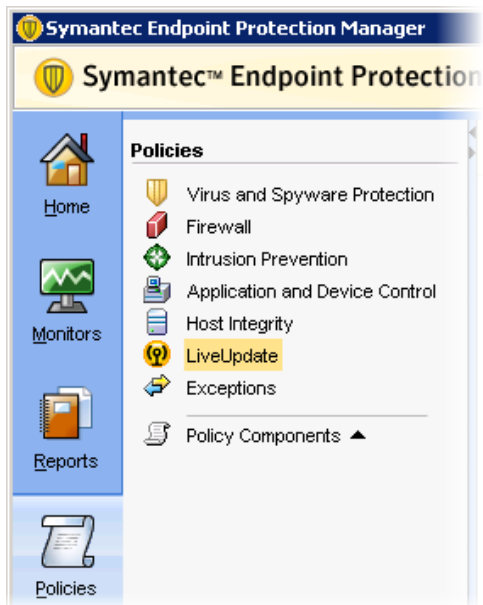 Symantec Endpoint Protection Manager
Symantec™ Endpoint Protection
Home
Monitors
Reports
Policies
Policies
Virus and Spyware Protection
Firewall
Intrusion Prevention
Application and Device Control
Host Integrity
LiveUpdate
Exceptions
Policy Components ▲